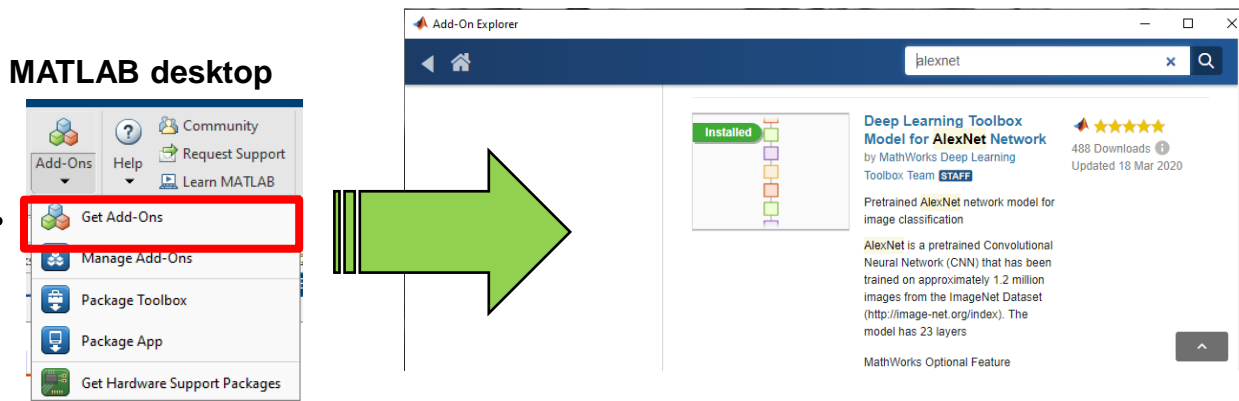 MATLAB desktop
Add-Ons
Help
Community
Request Support
Learn MATLAB
Get Add-Ons
Manage Add-Ons
Package Toolbox
Package App
Get Hardware Support Packages
Add-On Explorer
alexnet
Installed
Deep Learning Toolbox
Model for AlexNet Network
by MathWorks Deep Learning
Toolbox Team STAFF
488 Downloads
Updated 18 Mar 2020
Pretrained AlexNet network model for
image classification
AlexNet is a pretrained Convolutional
Neural Network (CNN) that has been
trained on approximately 1.2 million
images from the ImageNet Dataset
(http://image-net.org/index). The
model has 23 layers
MathWorks Optional Feature